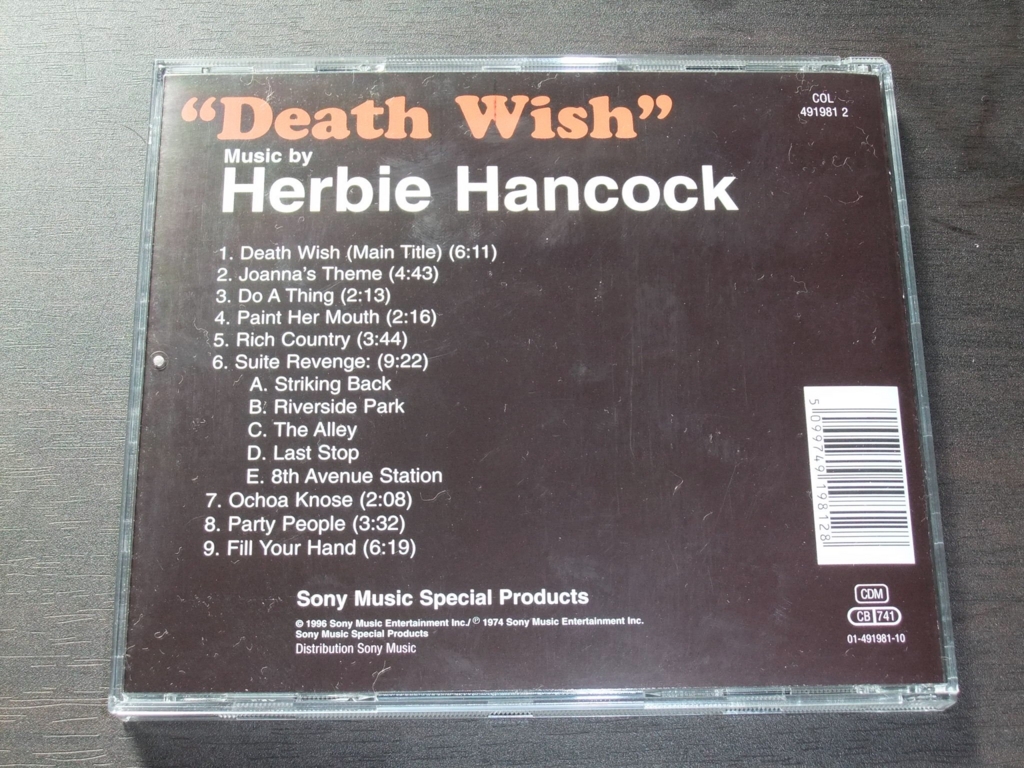 “Death Wish”
COL
491981 2
Music by
Herbie Hancock
1. Death Wish (Main Title) (6:11)
2. Joanna's Theme (4:43)
3. Do A Thing (2:13)
4. Paint Her Mouth (2:16)
5. Rich Country (3:44)
6. Suite Revenge: (9:22)
A. Striking Back
B. Riverside Park
C. The Alley
D. Last Stop
E. 8th Avenue Station
7. Ochoa Knose (2:08)
8. Party People (3:32)
9. Fill Your Hand (6:19)
5 099749 198128
Sony Music Special Products
© 1996 Sony Music Entertainment Inc./ ℗ 1974 Sony Music Entertainment Inc.
Sony Music Special Products
Distribution Sony Music
CDM
CB 741
01-491981-10